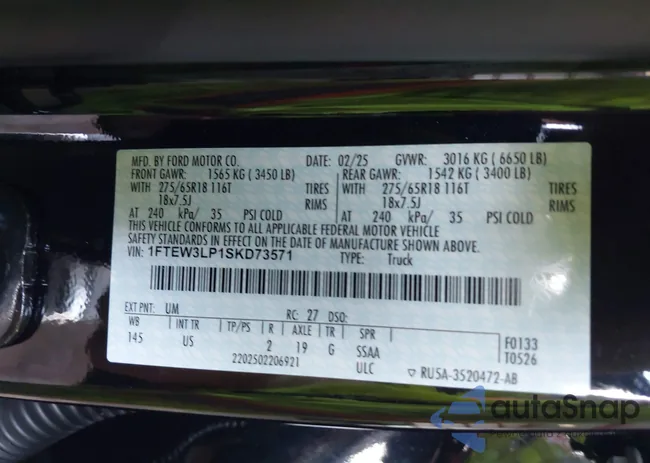 MFD. BY FORD MOTOR CO. DATE: 02/25 GVWR: 3016 KG ( 6650 LB)
FRONT GAWR: 1565 KG ( 3450 LB) REAR GAWR: 1542 KG ( 3400 LB)
WITH 275/65R18 116T TIRES WITH 275/65R18 116T TIRES
18x7.5J RIMS 18x7.5J RIMS
AT 240 kPa/ 35 PSI COLD AT 240 kPa/ 35 PSI COLD
THIS VEHICLE CONFORMS TO ALL APPLICABLE FEDERAL MOTOR VEHICLE
SAFETY STANDARDS IN EFFECT ON THE DATE OF MANUFACTURE SHOWN ABOVE.
VIN: 1FTEW3LP1SKD73571 TYPE: Truck
EXT PNT: UM RC: 27 DSO:
WB INT TR TP/PS R AXLE TR SPR
145 US 2 19 G SSAA
F0133
T0526
2202502206921 ULC ▽ RU5A-3520472-AB
autaSnap